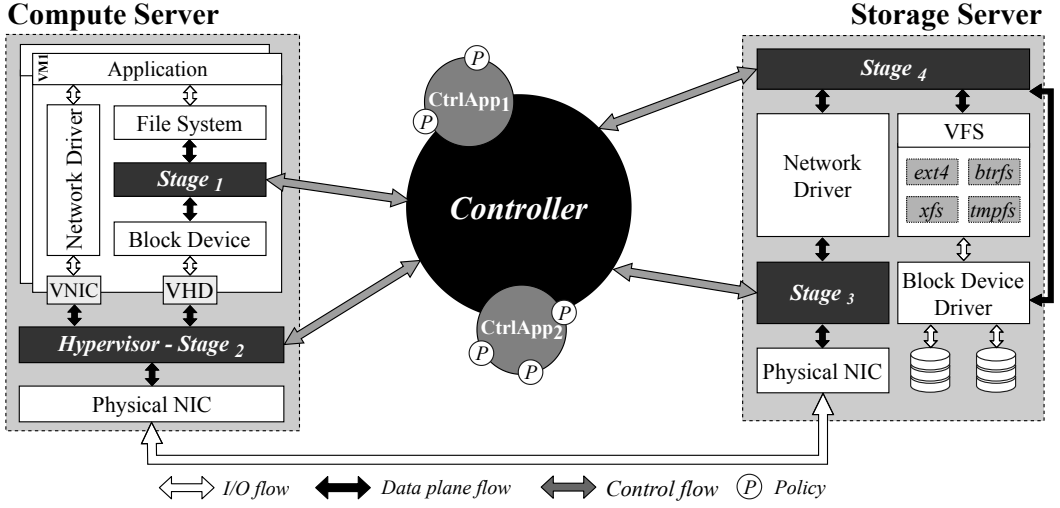 Compute Server
VM1
Application
Network Driver
File System
Stage 1
Block Device
VNIC
VHD
Hypervisor - Stage 2
Physical NIC
P
CtrlApp1
P
Controller
CtrlApp2
P
P
P
Storage Server
Stage 4
Network
Driver
VFS
ext4
btrfs
xfs
tmpfs
Stage 3
Block Device
Driver
Physical NIC
I/O flow
Data plane flow
Control flow
P
Policy